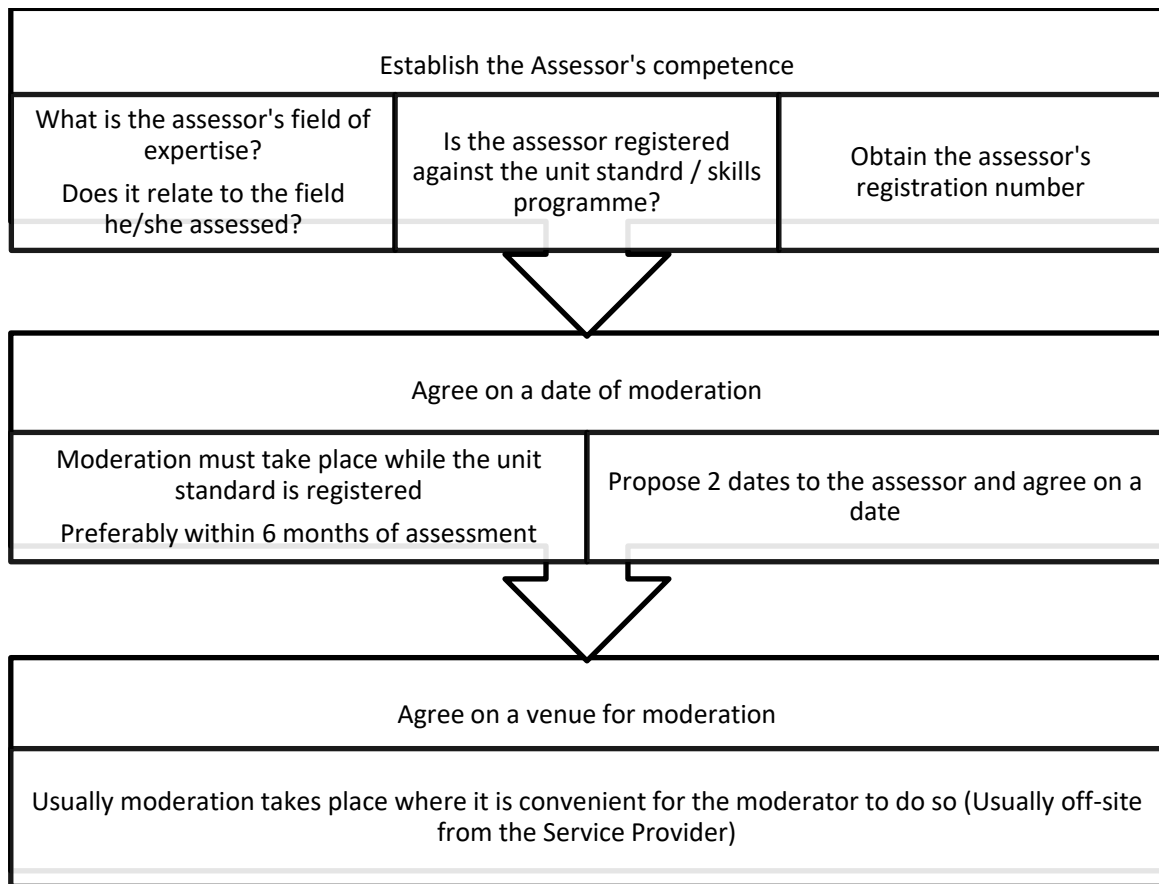 Establish the Assessor's competence
What is the assessor's field of
expertise?
Does it relate to the field
he/she assessed?
Is the assessor registered
against the unit standrd / skills
programme?
Obtain the assessor's
registration number
Agree on a date of moderation
Moderation must take place while the unit
standard is registered
Preferably within 6 months of assessment
Propose 2 dates to the assessor and agree on a
date
Agree on a venue for moderation
Usually moderation takes place where it is convenient for the moderator to do so (Usually off-site
from the Service Provider)